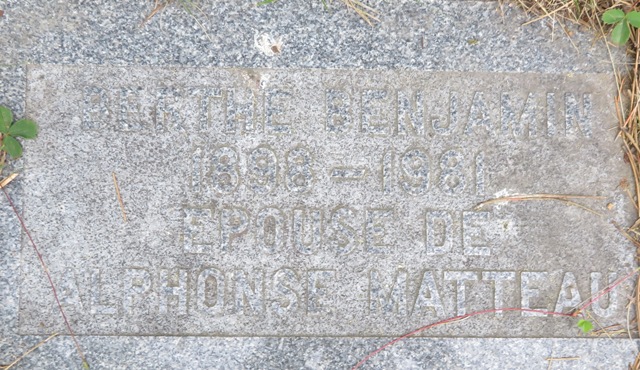 BERTHE BENJAMIN
1898 – 1981
EPOUSE DE
ALPHONSE MATTEAU